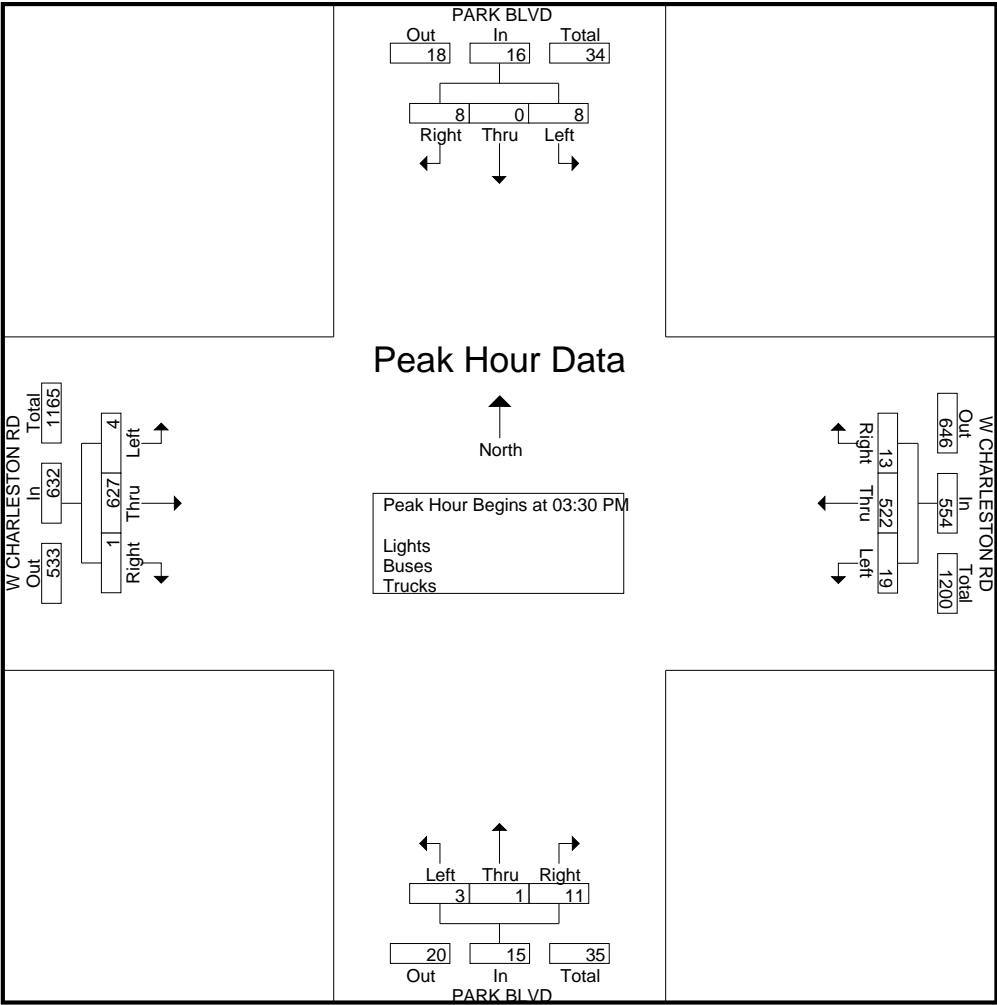 PARK BLVD
Out In Total
18 16 34
8 0 8
Right Thru Left
Peak Hour Data
North
Peak Hour Begins at 03:30 PM
Lights
Buses
Trucks
W CHARLESTON RD
Out In Total
533 632 1165
4 627 1
Left Thru Right
W CHARLESTON RD
Out In Total
646 554 1200
13 522 19
Right Thru Left
Left Thru Right
3 1 11
20 15 35
Out In Total
PARK BLVD